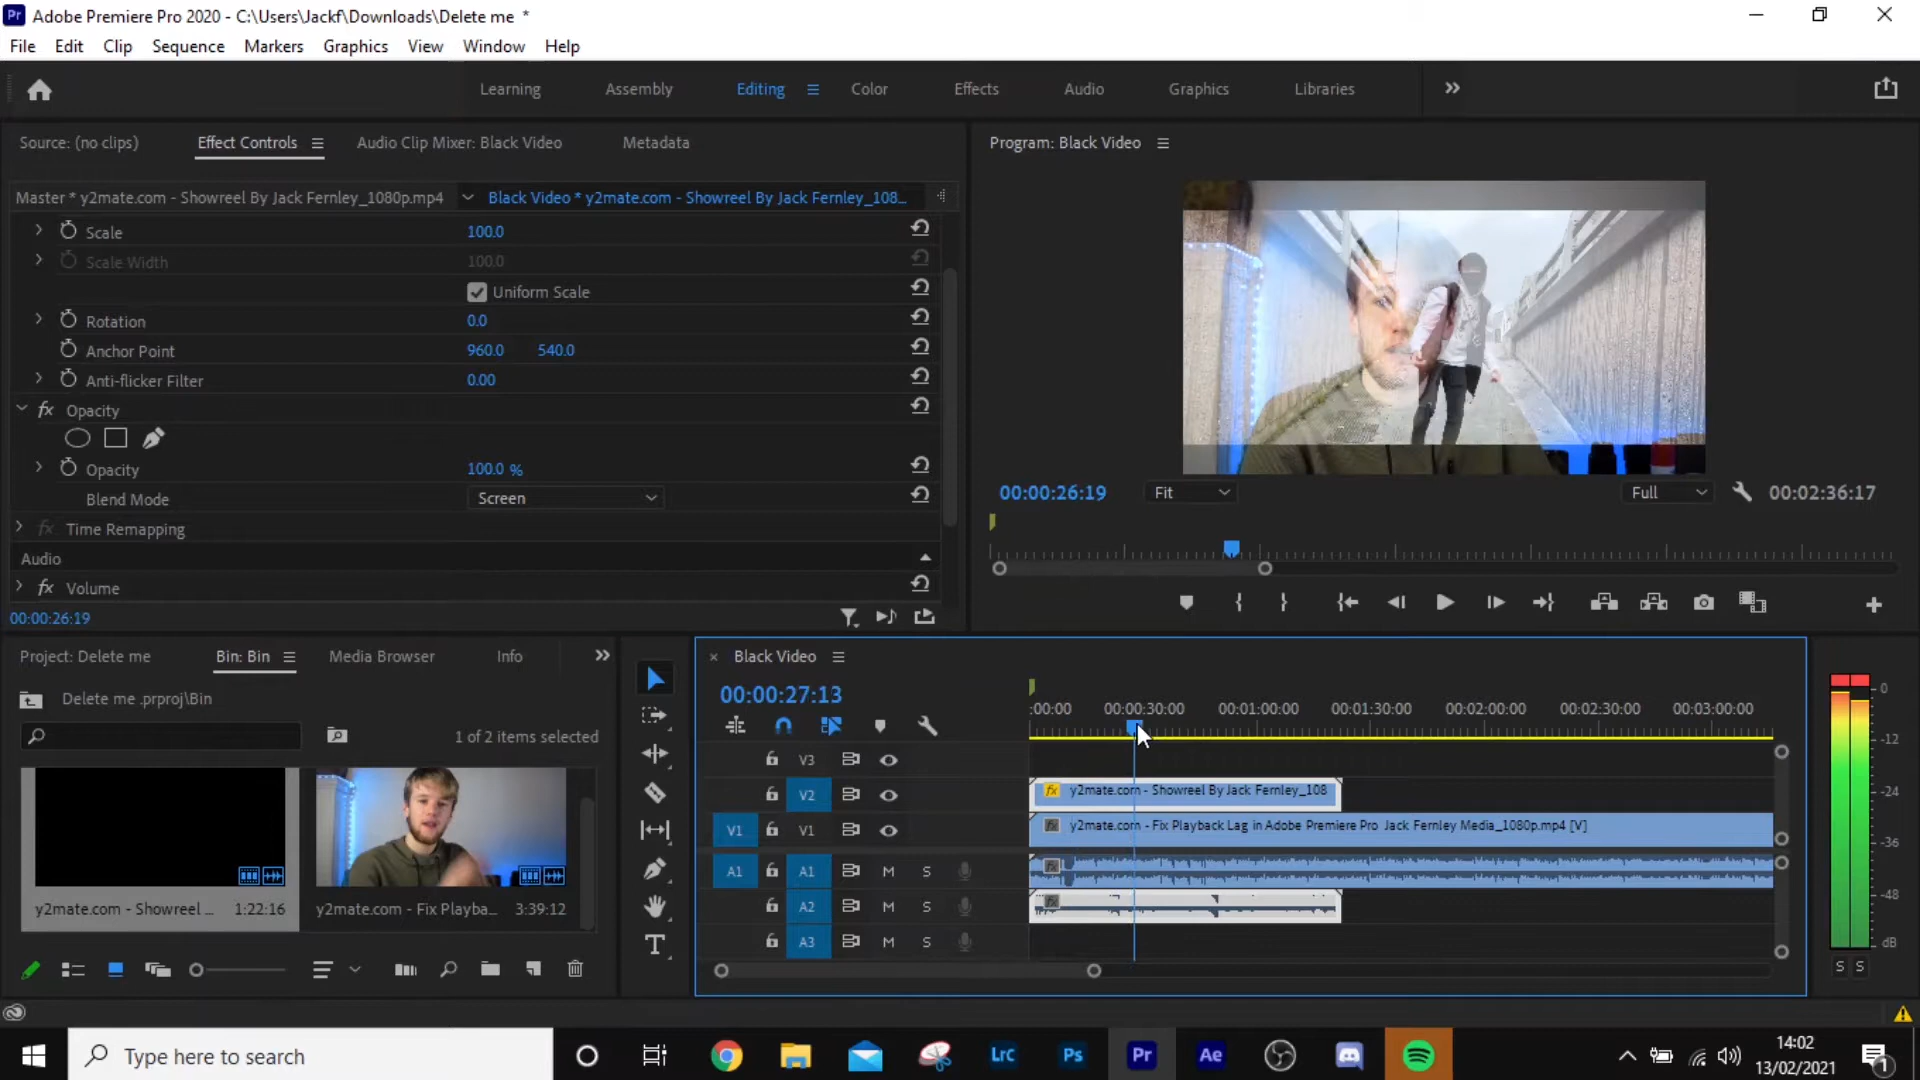 Adobe Premiere Pro 2020 - C:\Users\Jackf\Downloads\Delete me *
File Edit Clip Sequence Markers Graphics View Window Help
Learning Assembly Editing Color Effects Audio Graphics Libraries
Source: (no clips) Effect Controls Audio Clip Mixer: Black Video Metadata
Program: Black Video
Master * y2mate.com - Showreel By Jack Fernley_1080p.mp4 Black Video * y2mate.com - Showreel By Jack Fernley_108...
Scale 100.0
Scale Width 100.0
Uniform Scale
Rotation 0.0
Anchor Point 960.0 540.0
Anti-flicker Filter 0.00
fx Opacity
Opacity 100.0 %
Blend Mode Screen
fx Time Remapping
Audio
fx Volume
00:00:26:19
00:00:26:19 Fit Full 00:02:36:17
Project: Delete me Bin: Bin Media Browser Info
Delete me .prproj\Bin
1 of 2 items selected
y2mate.com - Showreel ... 1:22:16 y2mate.com - Fix Playba... 3:39:12
Black Video
00:00:27:13
:00:00 00:00:30:00 00:01:00:00 00:01:30:00 00:02:00:00 00:02:30:00 00:03:00:00
V3
V2 fx y2mate.com - Showreel By Jack Fernley_108
V1 V1 fx y2mate.com - Fix Playback Lag in Adobe Premiere Pro Jack Fernley Media_1080p.mp4 [V]
A1 A1 M S fx
A2 M S fx
A3 M S
0
-12
-24
-36
-48
dB
S S
Type here to search
Lrc Ps Pr Ae
14:02
13/02/2021
1